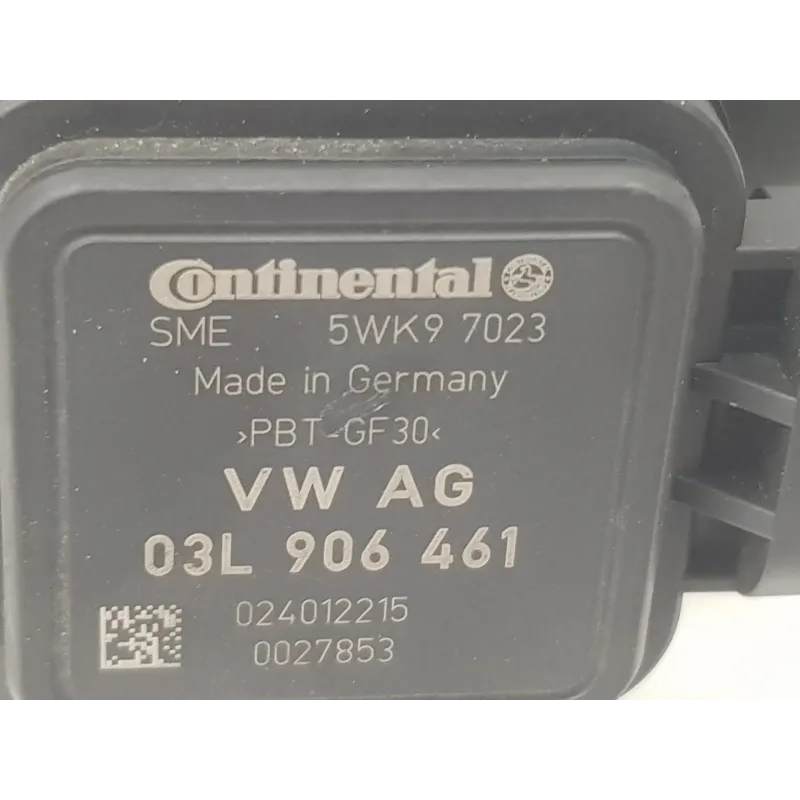 Continental
SME 5WK9 7023
Made in Germany
>PBT-GF30<
VW AG
03L 906 461
024012215
0027853